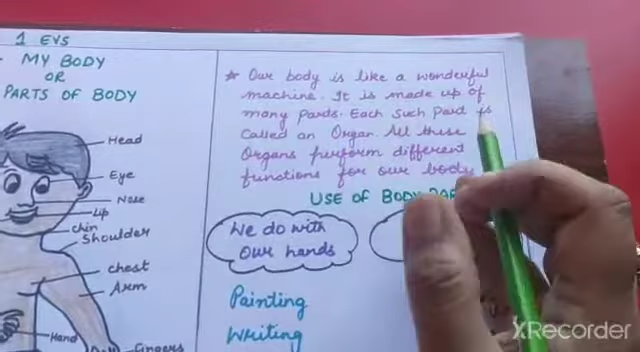 1 EVS
MY BODY
OR
PARTS OF BODY
Head
Eye
Nose
Lip
chin
Shoulder
chest
Arm
Hand
Fingers
★ Our body is like a wonderful
machine. It is made up of
many parts. Each such part is
called an Organ. All these
Organs perform different
functions for our body
USE OF BODY
We do with
our hands
Painting
Writing
XRecorder